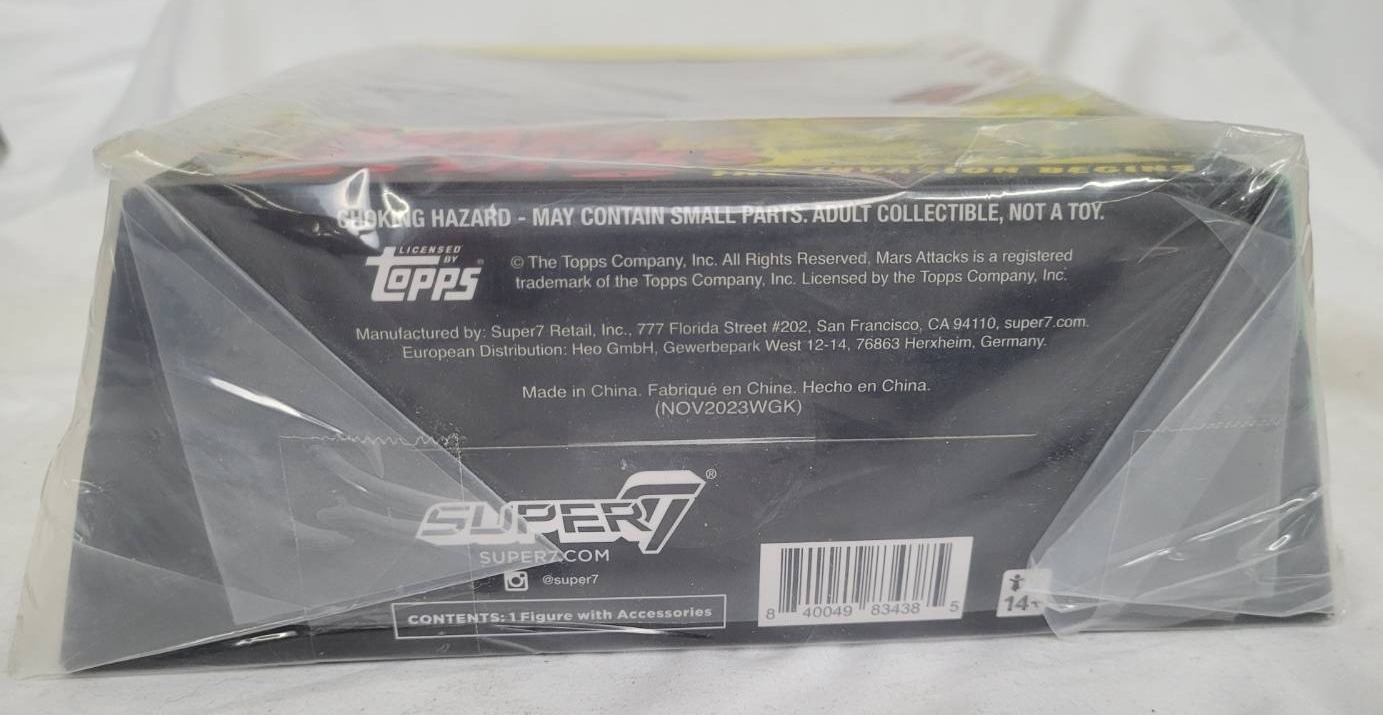 THE INVASION BEGINS
CHOKING HAZARD - MAY CONTAIN SMALL PARTS. ADULT COLLECTIBLE, NOT A TOY.
LICENSED
BY
TOPPS ®
© The Topps Company, Inc. All Rights Reserved, Mars Attacks is a registered
trademark of the Topps Company, Inc. Licensed by the Topps Company, Inc.
Manufactured by: Super7 Retail, Inc., 777 Florida Street #202, San Francisco, CA 94110, super7.com.
European Distribution: Heo GmbH, Gewerbepark West 12-14, 76863 Herxheim, Germany.
Made in China. Fabriqué en Chine. Hecho en China.
(NOV2023WGK)
SUPER7®
SUPER7.COM
@super7
CONTENTS: 1 Figure with Accessories
8 40049 83438 5
14+